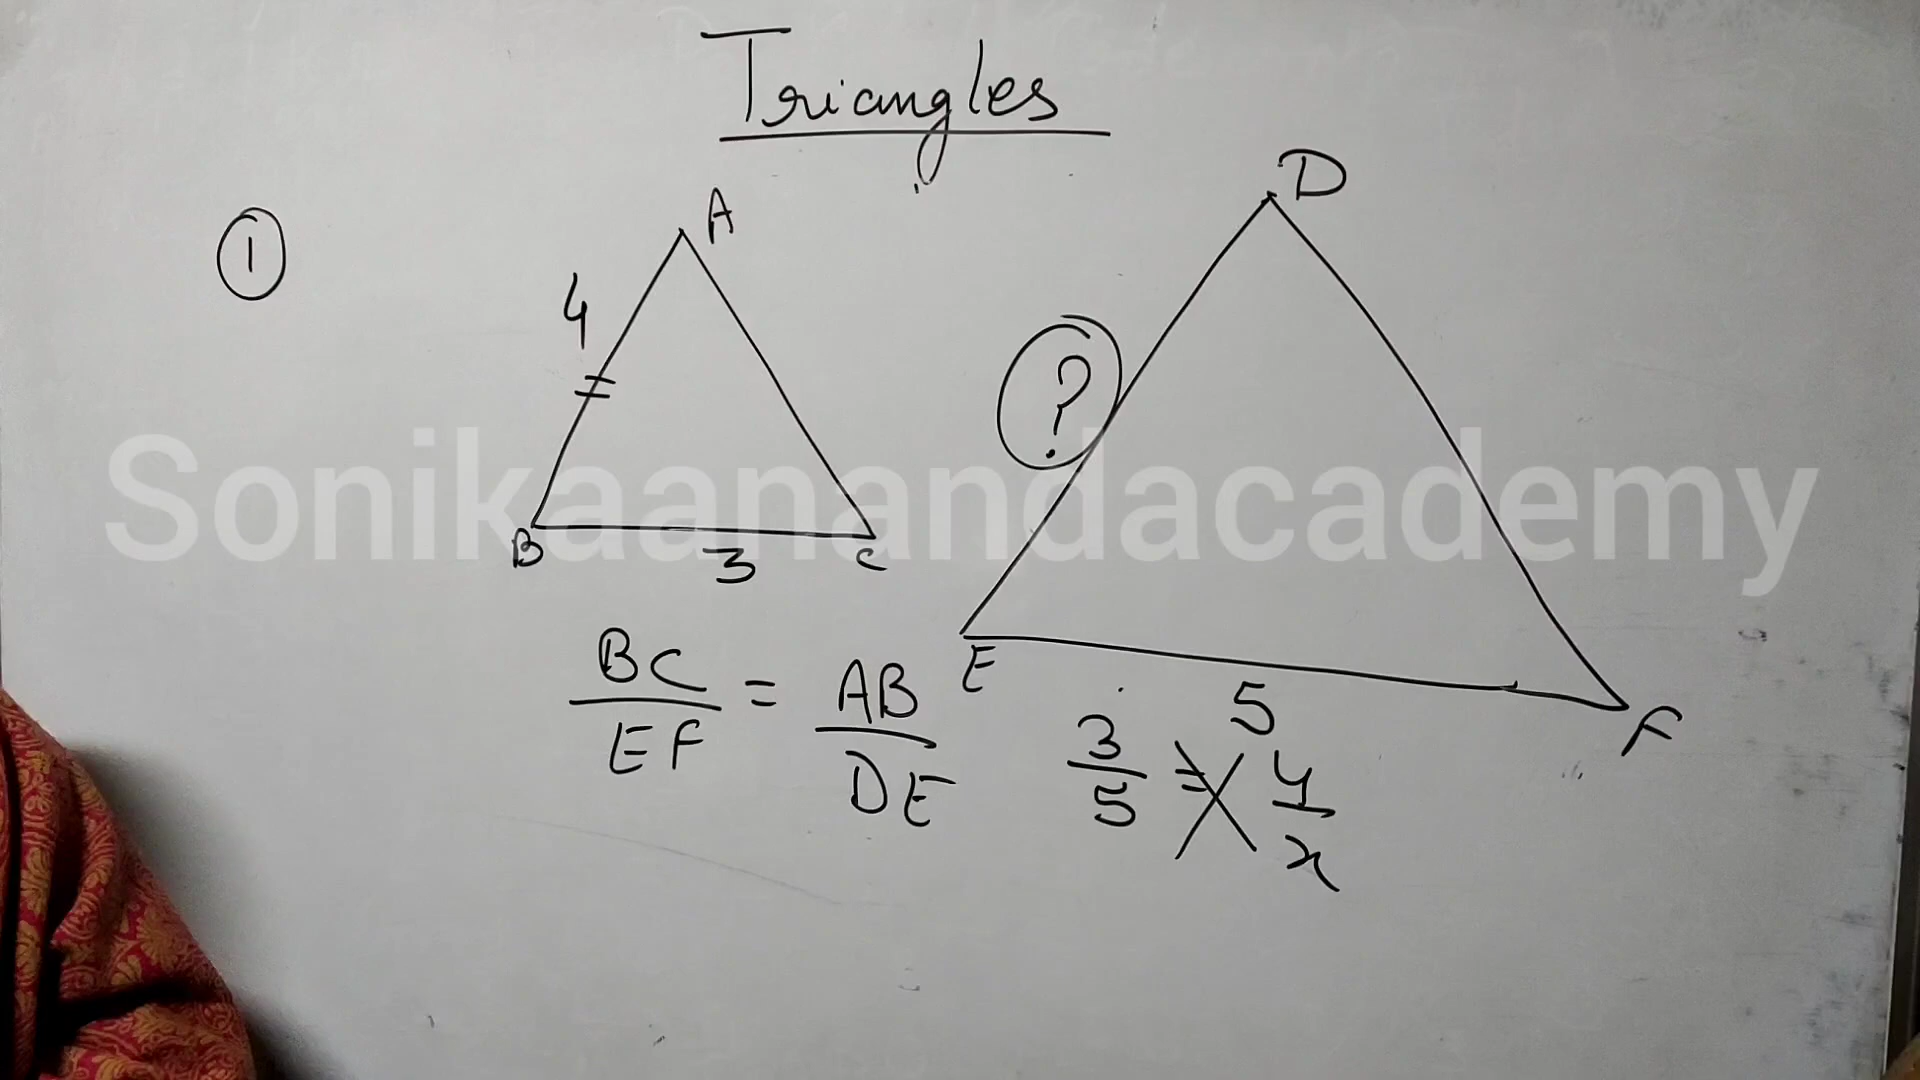 Triangles
①
A
D
4
?
B
3
C
E
5
F
BC/EF = AB/DE
3/5 = 4/x
Sonikaanandacademy